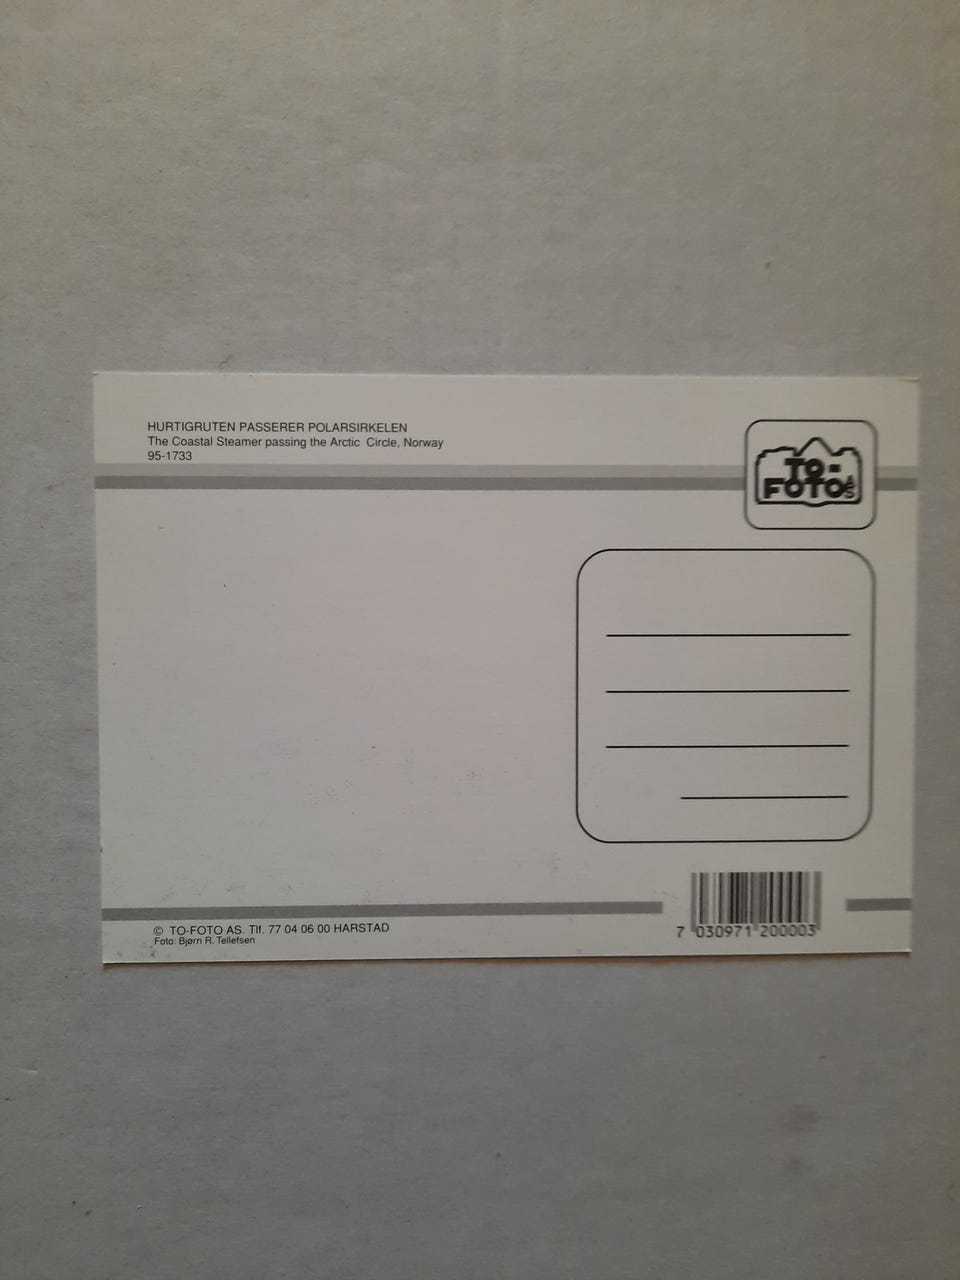 HURTIGRUTEN PASSERER POLARSIRKELEN
The Coastal Steamer passing the Arctic Circle, Norway
95-1733
TO-
FOTO A/S
© TO-FOTO AS. Tlf. 77 04 06 00 HARSTAD
Foto: Bjørn R. Tellefsen
7 030971 200003